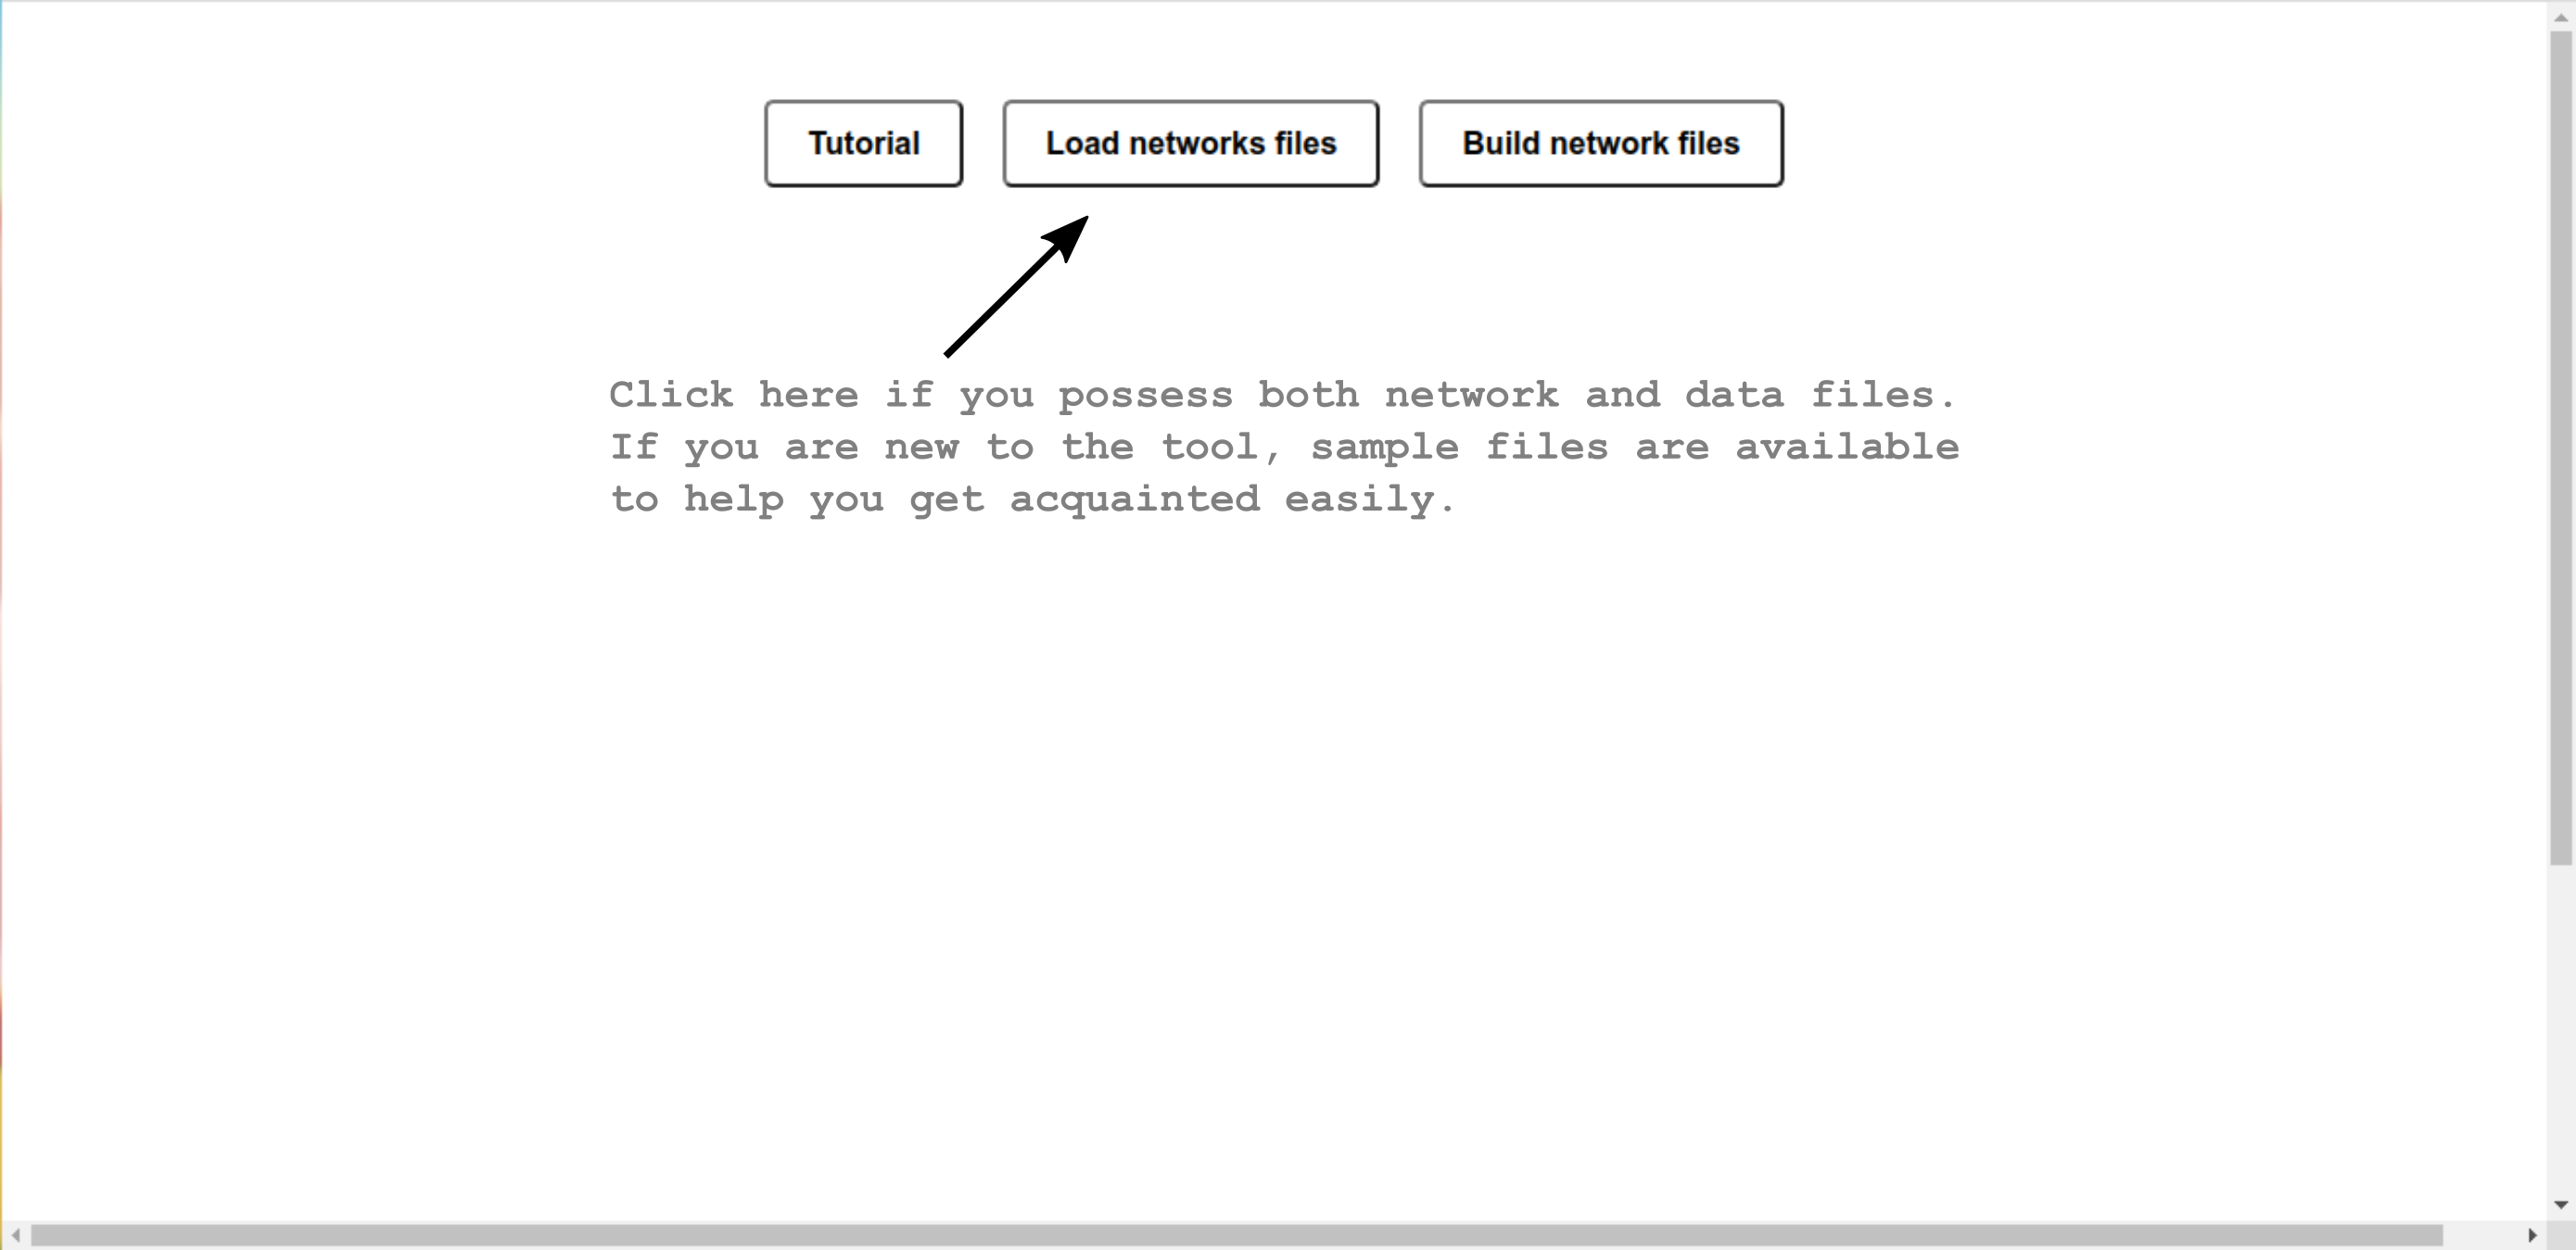 Tutorial
Load networks files
Build network files
Click here if you possess both network and data files.
If you are new to the tool, sample files are available
to help you get acquainted easily.